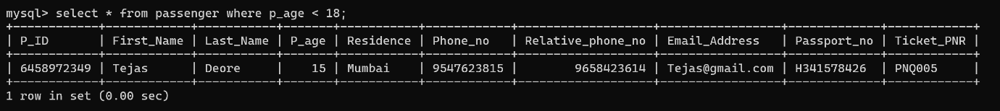 mysql> select * from passenger where p_age < 18;
+------------+------------+-----------+-------+-----------+------------+-------------------+-----------------+-------------+------------+
| P_ID       | First_Name | Last_Name | P_age | Residence | Phone_no   | Relative_phone_no | Email_Address   | Passport_no | Ticket_PNR |
+------------+------------+-----------+-------+-----------+------------+-------------------+-----------------+-------------+------------+
| 6458972349 | Tejas      | Deore     |    15 | Mumbai    | 9547623815 |        9658423614 | Tejas@gmail.com | H341578426  | PNQ005     |
+------------+------------+-----------+-------+-----------+------------+-------------------+-----------------+-------------+------------+
1 row in set (0.00 sec)